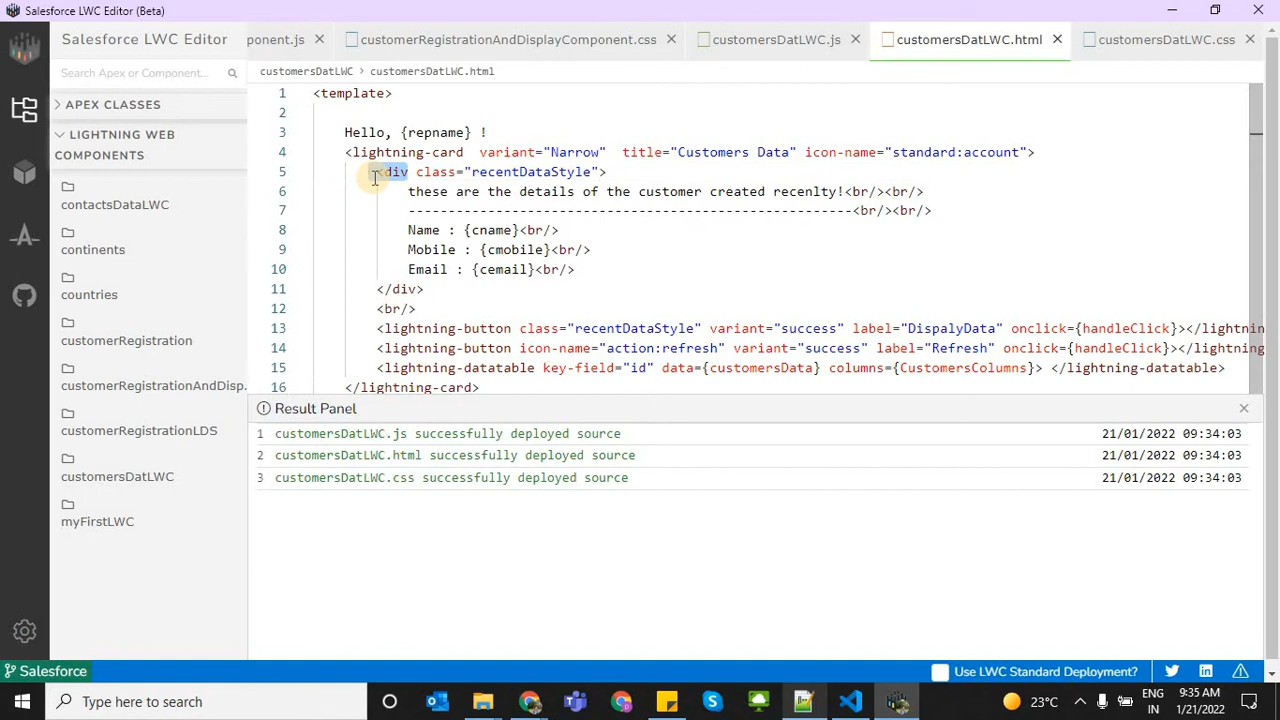 Salesforce LWC Editor (Beta)
Salesforce LWC Editor
ponent.js
customerRegistrationAndDisplayComponent.css
customersDatLWC.js
customersDatLWC.html
customersDatLWC.css
Search Apex or Component...
customersDatLWC > customersDatLWC.html
APEX CLASSES
LIGHTNING WEB COMPONENTS
contactsDataLWC
continents
countries
customerRegistration
customerRegistrationAndDisp...
customerRegistrationLDS
customersDatLWC
myFirstLWC
1 <template>
2
3 Hello, {repname} !
4 <lightning-card  variant="Narrow"  title="Customers Data" icon-name="standard:account">
5 <div class="recentDataStyle">
6 these are the details of the customer created recenlty!<br/><br/>
7 --------------------------------------------------------<br/><br/>
8 Name : {cname}<br/>
9 Mobile : {cmobile}<br/>
10 Email : {cemail}<br/>
11 </div>
12 <br/>
13 <lightning-button class="recentDataStyle" variant="success" label="DispalyData" onclick={handleClick}></lightning
14 <lightning-button icon-name="action:refresh" variant="success" label="Refresh" onclick={handleClick}></lightning
15 <lightning-datatable key-field="id" data={customersData} columns={CustomersColumns}> </lightning-datatable>
16 </lightning-card>
Result Panel
1 customersDatLWC.js successfully deployed source 21/01/2022 09:34:03
2 customersDatLWC.html successfully deployed source 21/01/2022 09:34:03
3 customersDatLWC.css successfully deployed source 21/01/2022 09:34:03
Salesforce
Use LWC Standard Deployment?
Type here to search
23°C
ENG
IN
9:35 AM
1/21/2022